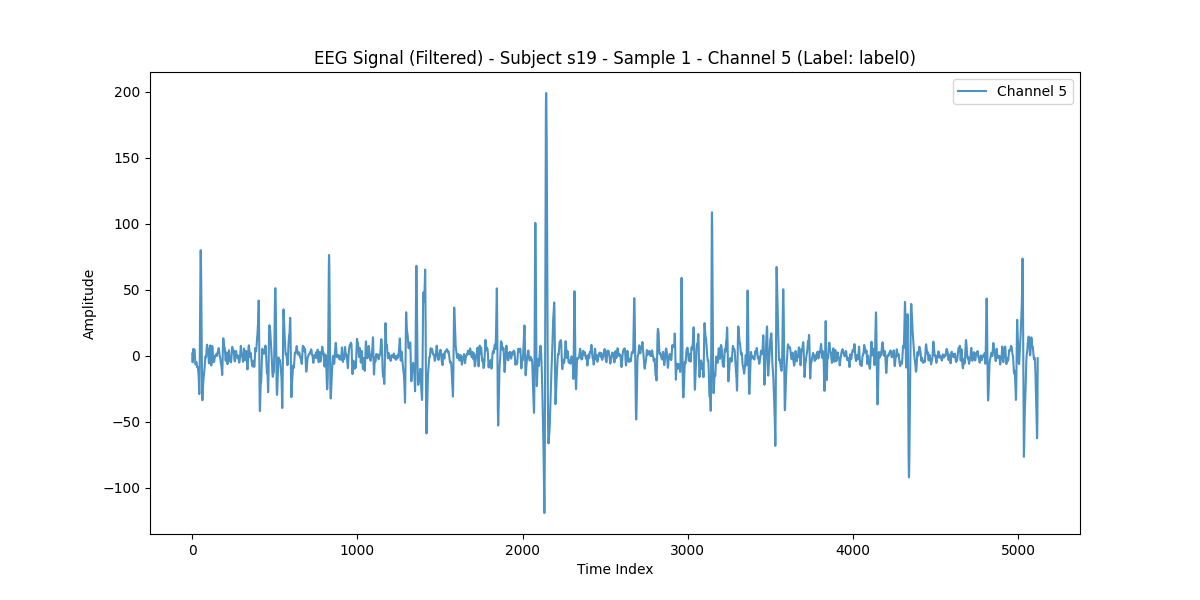 EEG Signal (Filtered) - Subject s19 - Sample 1 - Channel 5 (Label: label0)
Channel 5
200
150
100
50
0
−50
−100
Amplitude
0 1000 2000 3000 4000 5000
Time Index